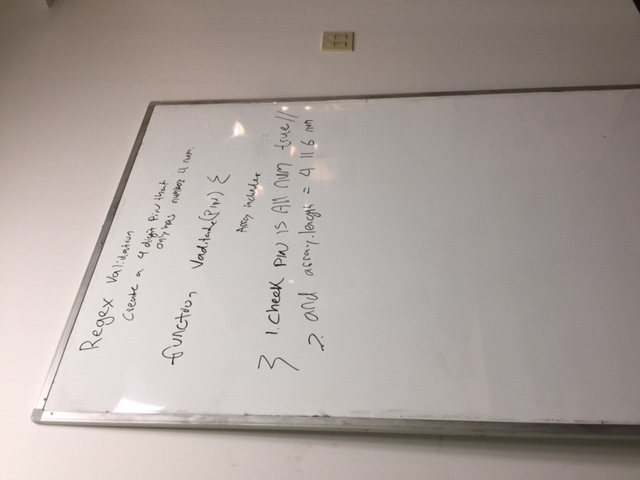 Regex Validation
Create a 4 digit Pin that
only has numbers 4 num.
function Vaditate(PIN) {
Array includes
} 1. Check PIN is All num true//
2. and array.length = 4 || 6 num